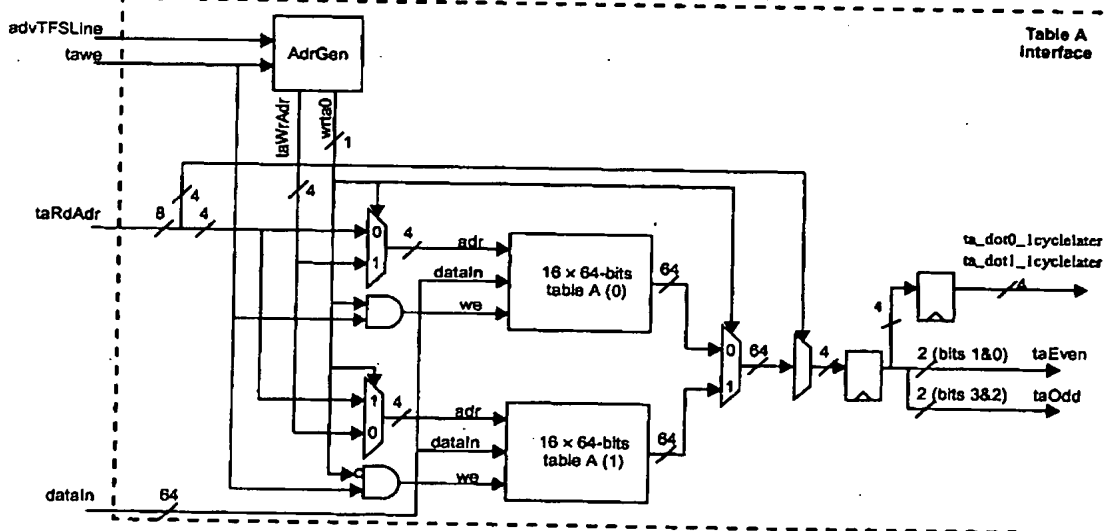 advTFSLine
tawe
AdrGen
Table A
Interface
taWrAdr
wrta0
1
4
4
taRdAdr
8
4
0
1
4
adr
dataIn
we
16 × 64-bits
table A (0)
64
ta_dot0_1cyclelater
ta_dot1_1cyclelater
4
4
0
1
64
4
2 (bits 1&0)
taEven
2 (bits 3&2)
taOdd
1
0
4
adr
dataIn
we
16 × 64-bits
table A (1)
64
dataIn
64